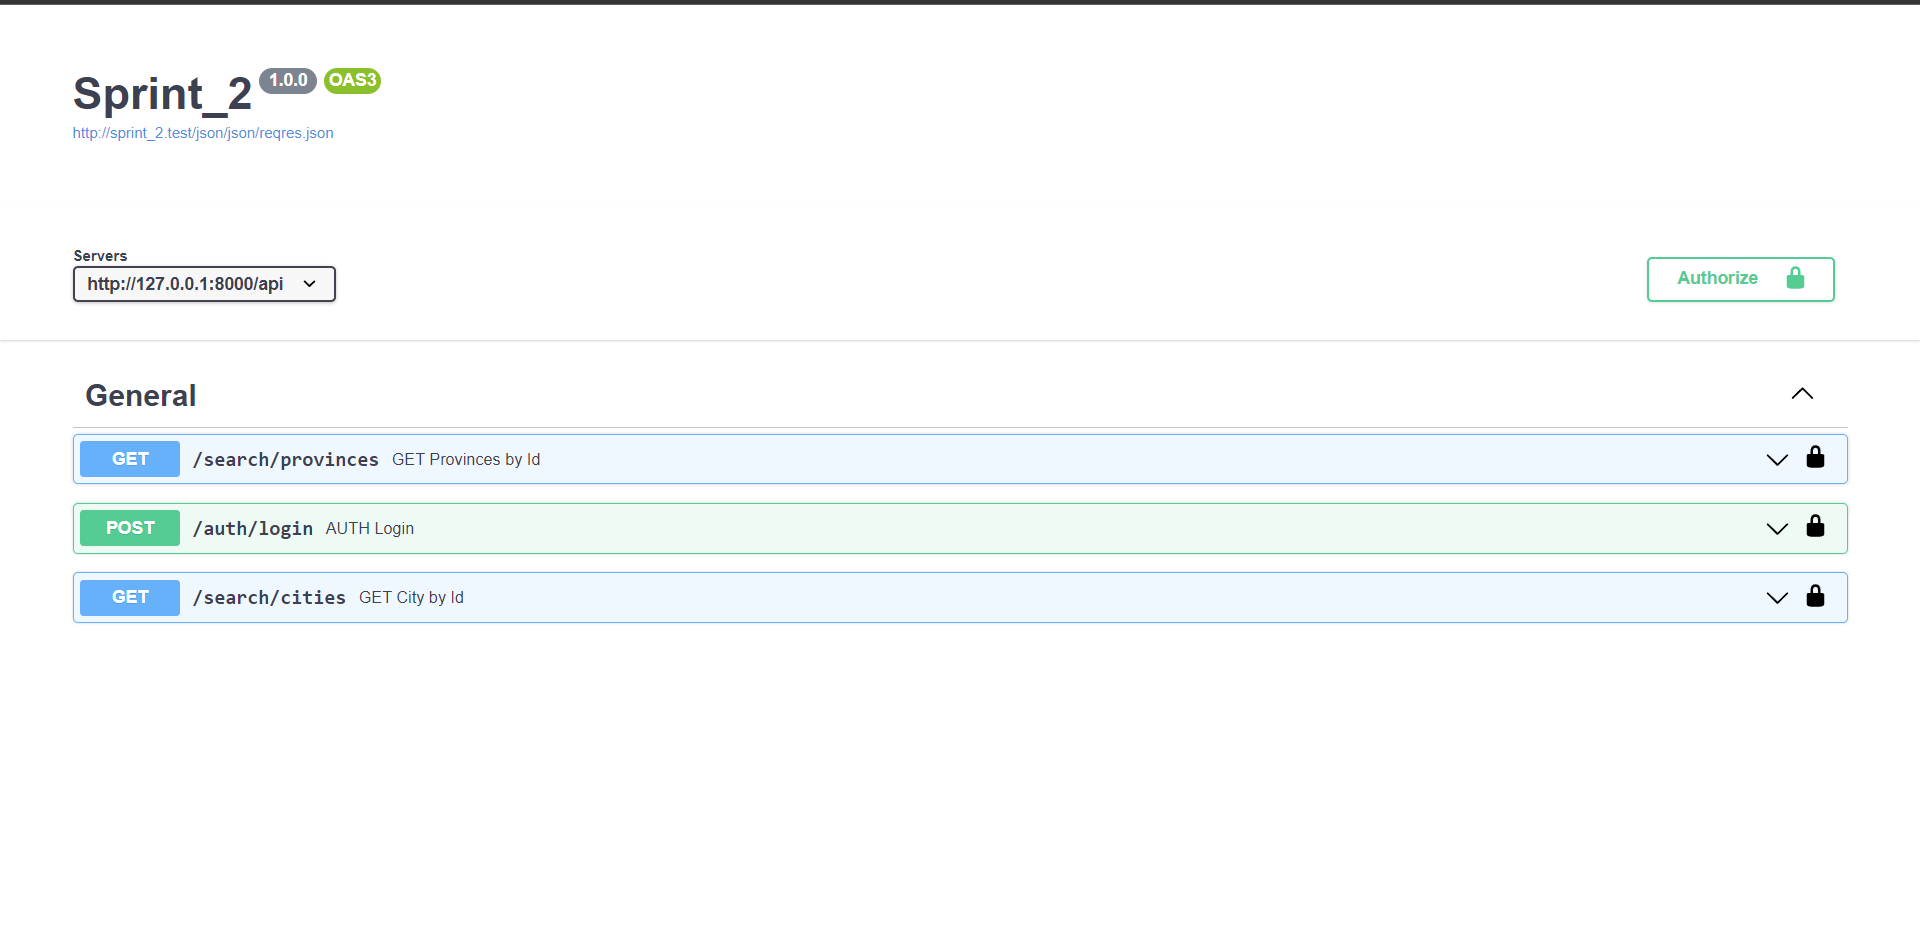 Sprint_2 1.0.0 OAS3
http://sprint_2.test/json/json/reqres.json
Servers
http://127.0.0.1:8000/api
Authorize
General
GET /search/provinces GET Provinces by Id
POST /auth/login AUTH Login
GET /search/cities GET City by Id